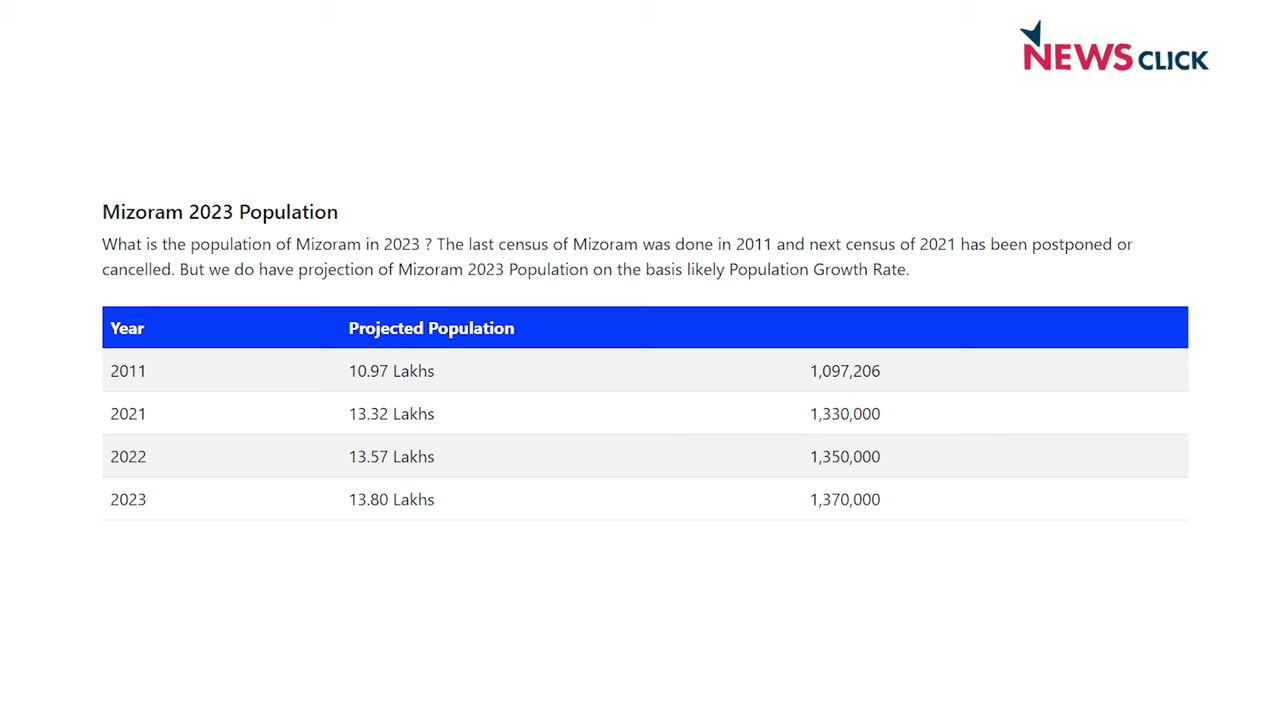 NEWS CLICK
Mizoram 2023 Population
What is the population of Mizoram in 2023 ? The last census of Mizoram was done in 2011 and next census of 2021 has been postponed or
cancelled. But we do have projection of Mizoram 2023 Population on the basis likely Population Growth Rate.
Year Projected Population
2011 10.97 Lakhs 1,097,206
2021 13.32 Lakhs 1,330,000
2022 13.57 Lakhs 1,350,000
2023 13.80 Lakhs 1,370,000